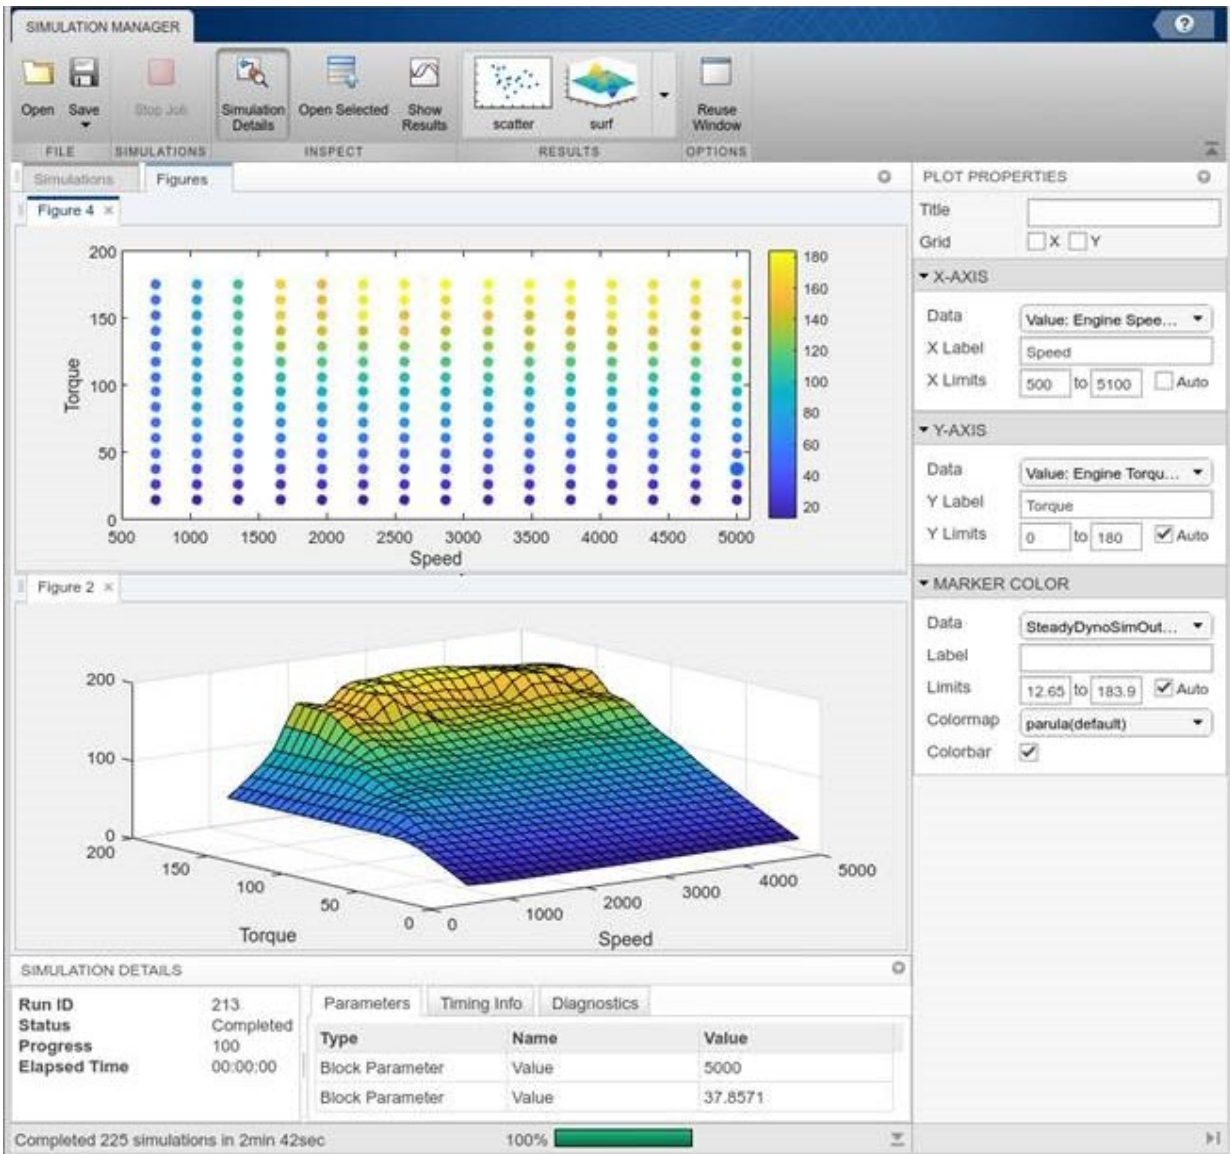 SIMULATION MANAGER
?
Open Save Stop Job Simulation Details Open Selected Show Results scatter surf Reuse Window
FILE SIMULATIONS INSPECT RESULTS OPTIONS
Simulations Figures
Figure 4 ×
200
150
100
50
0
Torque
500 1000 1500 2000 2500 3000 3500 4000 4500 5000
Speed
180
160
140
120
100
80
60
40
20
Figure 2 ×
200
100
0
200 150 100 50 0
Torque
0 1000 2000 3000 4000 5000
Speed
PLOT PROPERTIES
Title
Grid X Y
X-AXIS
Data Value: Engine Spee...
X Label Speed
X Limits 500 to 5100 Auto
Y-AXIS
Data Value: Engine Torqu...
Y Label Torque
Y Limits 0 to 180 Auto
MARKER COLOR
Data SteadyDynoSimOut...
Label
Limits 12.65 to 183.9 Auto
Colormap parula(default)
Colorbar
SIMULATION DETAILS
Run ID 213
Status Completed
Progress 100
Elapsed Time 00:00:00
Parameters Timing Info Diagnostics
Type Name Value
Block Parameter Value 5000
Block Parameter Value 37.8571
Completed 225 simulations in 2min 42sec 100%